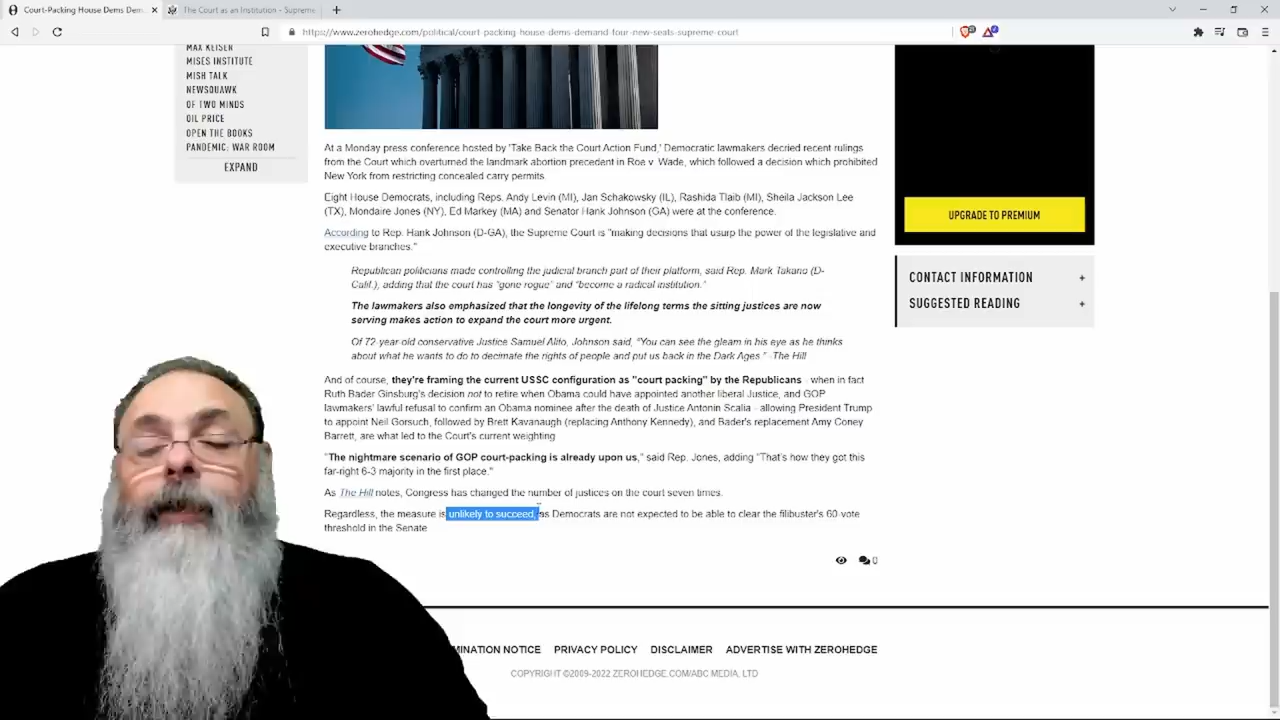 Court-Packing House Dems Dem
The Court as an Institution - Supreme
https://www.zerohedge.com/political/court-packing-house-dems-demand-four-new-seats-supreme-court
MAX KEISER
MISES INSTITUTE
MISH TALK
NEWSQUAWK
OF TWO MINDS
OIL PRICE
OPEN THE BOOKS
PANDEMIC: WAR ROOM
EXPAND
At a Monday press conference hosted by 'Take Back the Court Action Fund,' Democratic lawmakers decried recent rulings
from the Court which overturned the landmark abortion precedent in Roe v. Wade, which followed a decision which prohibited
New York from restricting concealed carry permits.
Eight House Democrats, including Reps. Andy Levin (MI), Jan Schakowsky (IL), Rashida Tlaib (MI), Sheila Jackson Lee
(TX), Mondaire Jones (NY), Ed Markey (MA) and Senator Hank Johnson (GA) were at the conference.
According to Rep. Hank Johnson (D-GA), the Supreme Court is "making decisions that usurp the power of the legislative and
executive branches."
Republican politicians made controlling the judicial branch part of their platform, said Rep. Mark Takano (D-
Calif.), adding that the court has "gone rogue" and "become a radical institution."
The lawmakers also emphasized that the longevity of the lifelong terms the sitting justices are now
serving makes action to expand the court more urgent.
Of 72-year-old conservative Justice Samuel Alito, Johnson said, "You can see the gleam in his eye as he thinks
about what he wants to do to decimate the rights of people and put us back in the Dark Ages." -The Hill
And of course, they're framing the current USSC configuration as "court packing" by the Republicans - when in fact
Ruth Bader Ginsburg's decision not to retire when Obama could have appointed another liberal Justice, and GOP
lawmakers' lawful refusal to confirm an Obama nominee after the death of Justice Antonin Scalia - allowing President Trump
to appoint Neil Gorsuch, followed by Brett Kavanaugh (replacing Anthony Kennedy), and Bader's replacement Amy Coney
Barrett, are what led to the Court's current weighting.
"The nightmare scenario of GOP court-packing is already upon us," said Rep. Jones, adding "That's how they got this
far-right 6-3 majority in the first place."
As The Hill notes, Congress has changed the number of justices on the court seven times.
Regardless, the measure is unlikely to succeed, as Democrats are not expected to be able to clear the filibuster's 60-vote
threshold in the Senate.
0
UPGRADE TO PREMIUM
CONTACT INFORMATION +
SUGGESTED READING +
MINATION NOTICE PRIVACY POLICY DISCLAIMER ADVERTISE WITH ZEROHEDGE
COPYRIGHT ©2009-2022 ZEROHEDGE.COM/ABC MEDIA, LTD